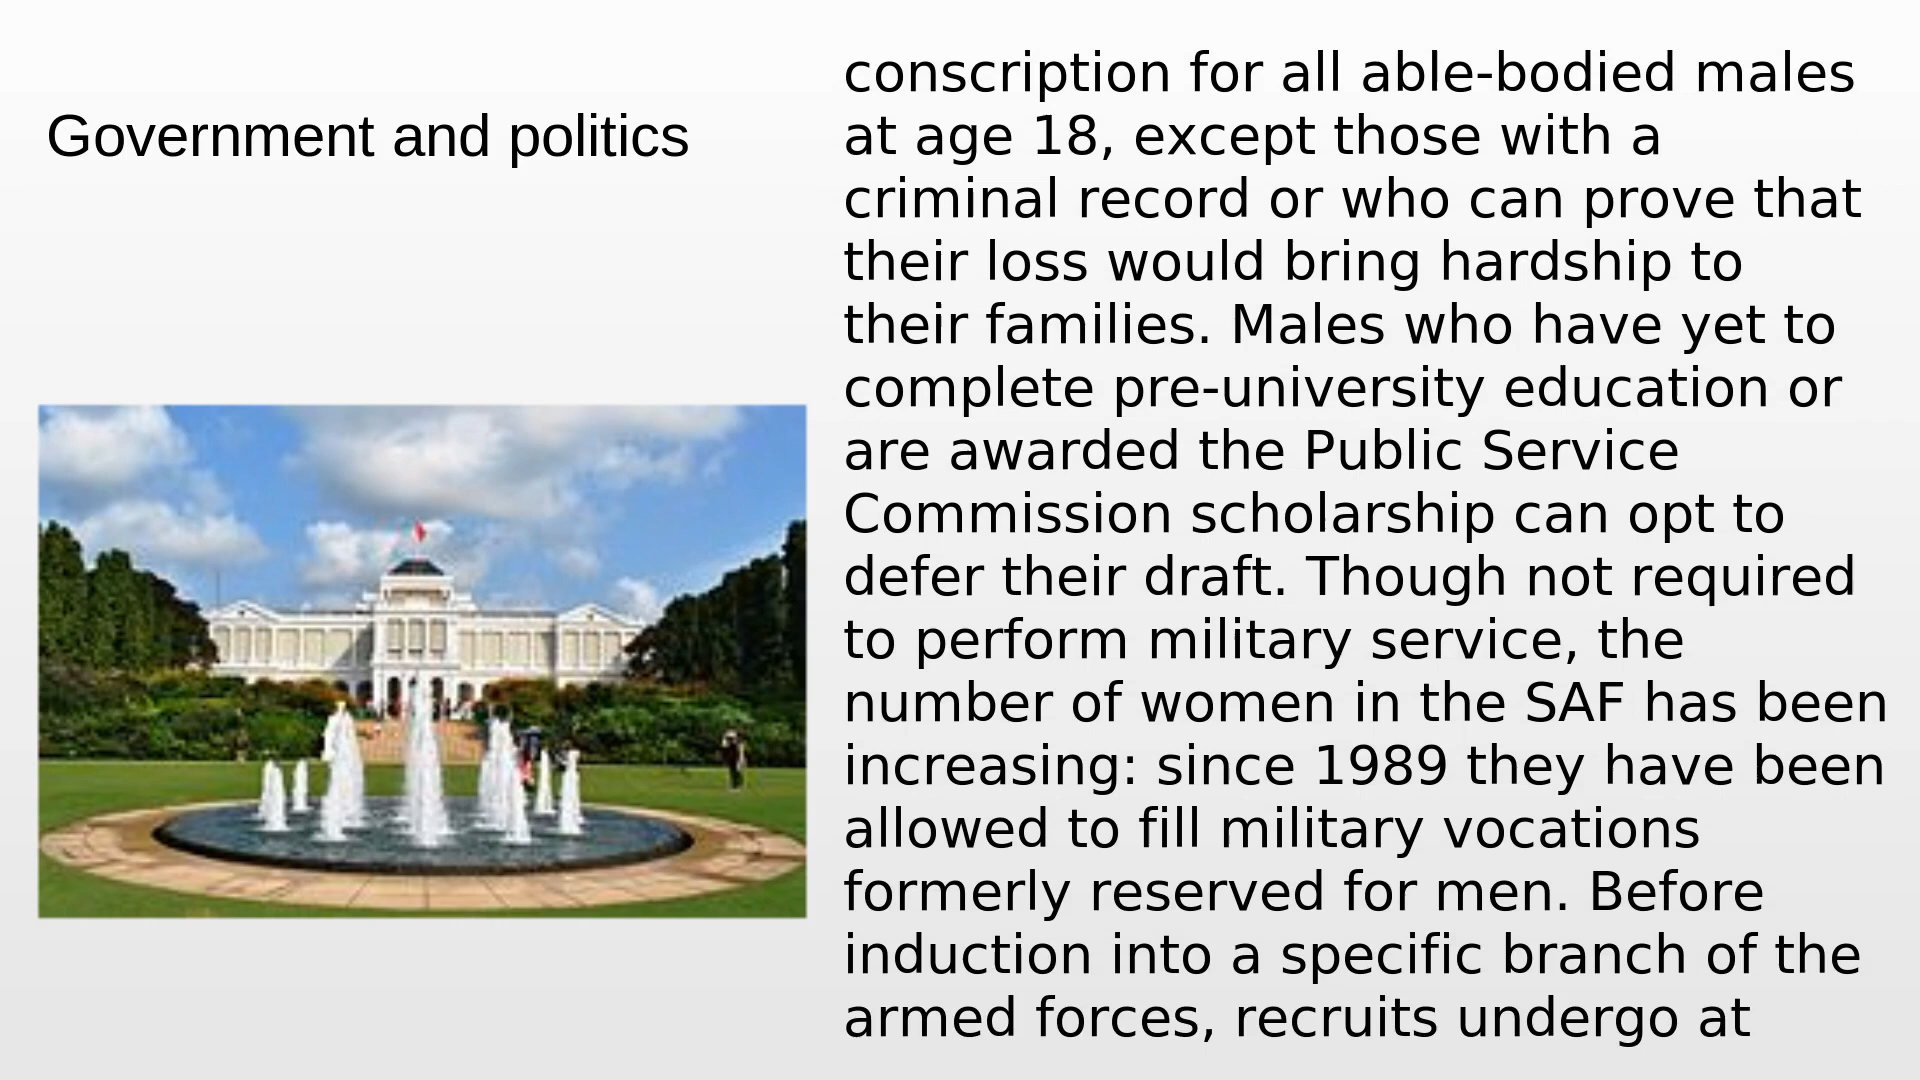 Government and politics
conscription for all able-bodied males
at age 18, except those with a
criminal record or who can prove that
their loss would bring hardship to
their families. Males who have yet to
complete pre-university education or
are awarded the Public Service
Commission scholarship can opt to
defer their draft. Though not required
to perform military service, the
number of women in the SAF has been
increasing: since 1989 they have been
allowed to fill military vocations
formerly reserved for men. Before
induction into a specific branch of the
armed forces, recruits undergo at